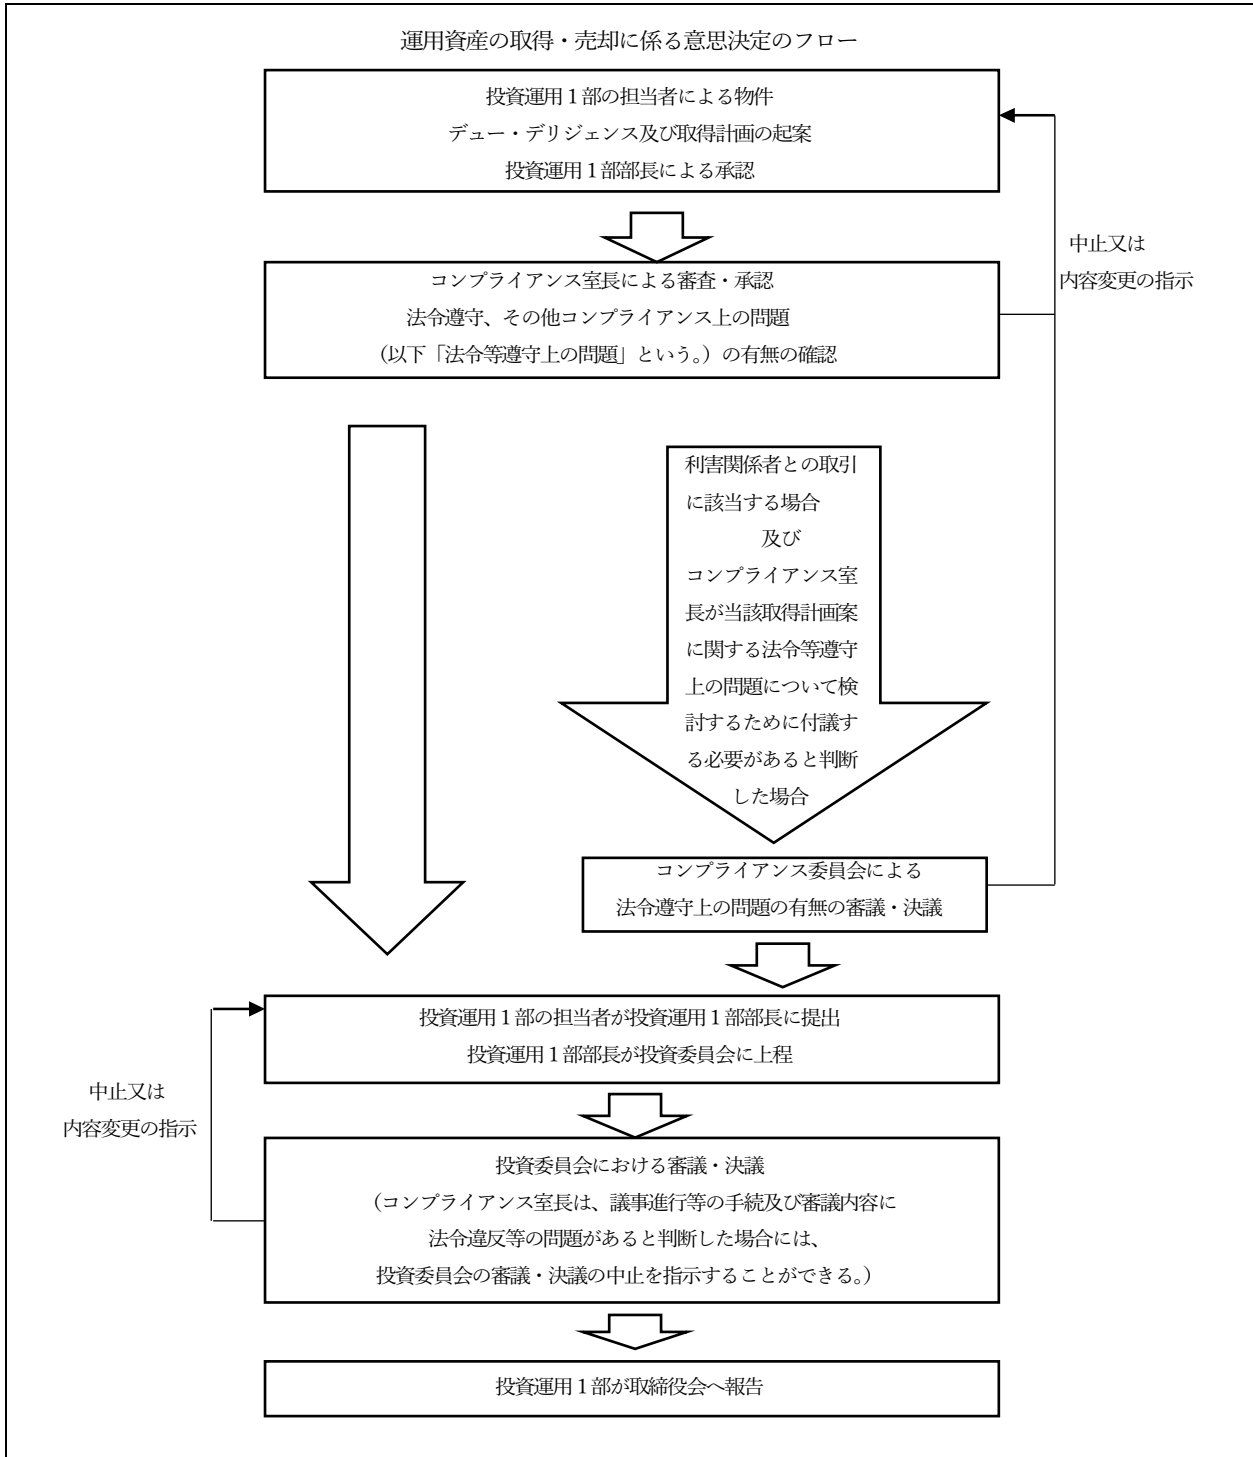 運用資産の取得・売却に係る意思決定のフロー
投資運用１部の担当者による物件
デュー・デリジェンス及び取得計画の起案
投資運用１部部長による承認
中止又は
内容変更の指示
コンプライアンス室長による審査・承認
法令遵守、その他コンプライアンス上の問題
（以下「法令等遵守上の問題」という。）の有無の確認
利害関係者との取引
に該当する場合
及び
コンプライアンス室
長が当該取得計画案
に関する法令等遵守
上の問題について検
討するために付議す
る必要があると判断
した場合
コンプライアンス委員会による
法令遵守上の問題の有無の審議・決議
投資運用１部の担当者が投資運用１部部長に提出
投資運用１部部長が投資委員会に上程
中止又は
内容変更の指示
投資委員会における審議・決議
（コンプライアンス室長は、議事進行等の手続及び審議内容に
法令違反等の問題があると判断した場合には、
投資委員会の審議・決議の中止を指示することができる。）
投資運用１部が取締役会へ報告